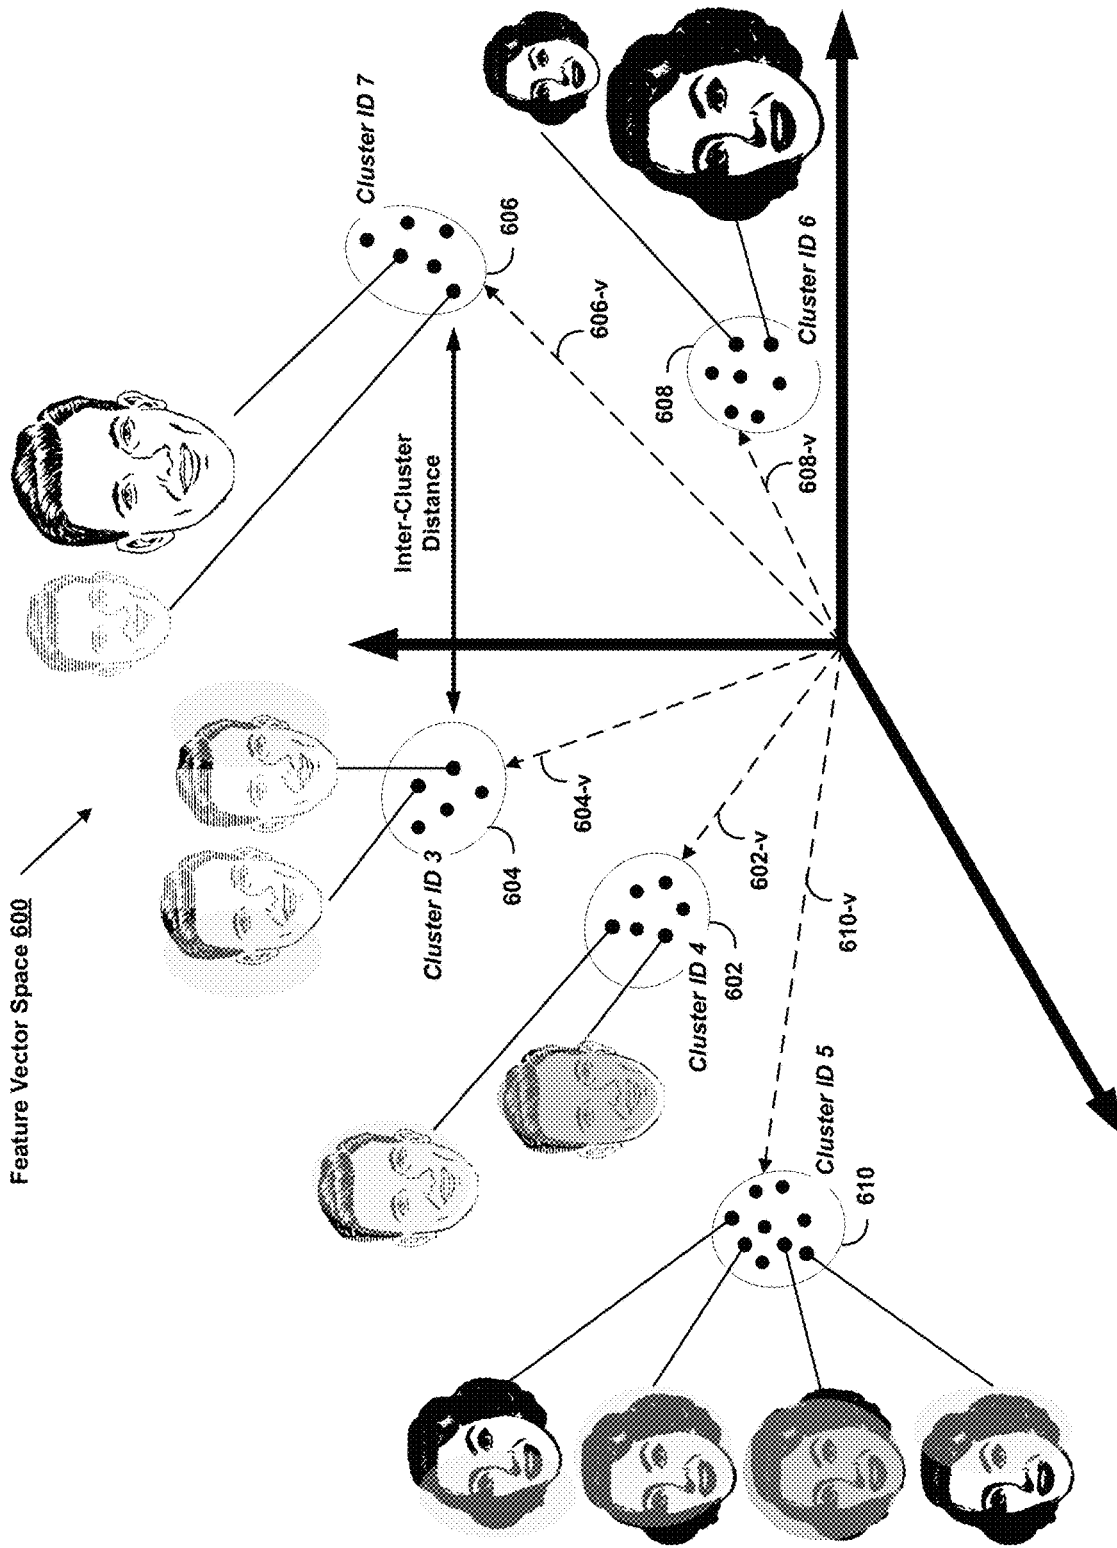 Feature Vector Space 600
Cluster ID 7
606
Inter-Cluster
Distance
606-v
Cluster ID 3
604
604-v
608
608-v
Cluster ID 6
Cluster ID 4
602
602-v
610-v
Cluster ID 5
610